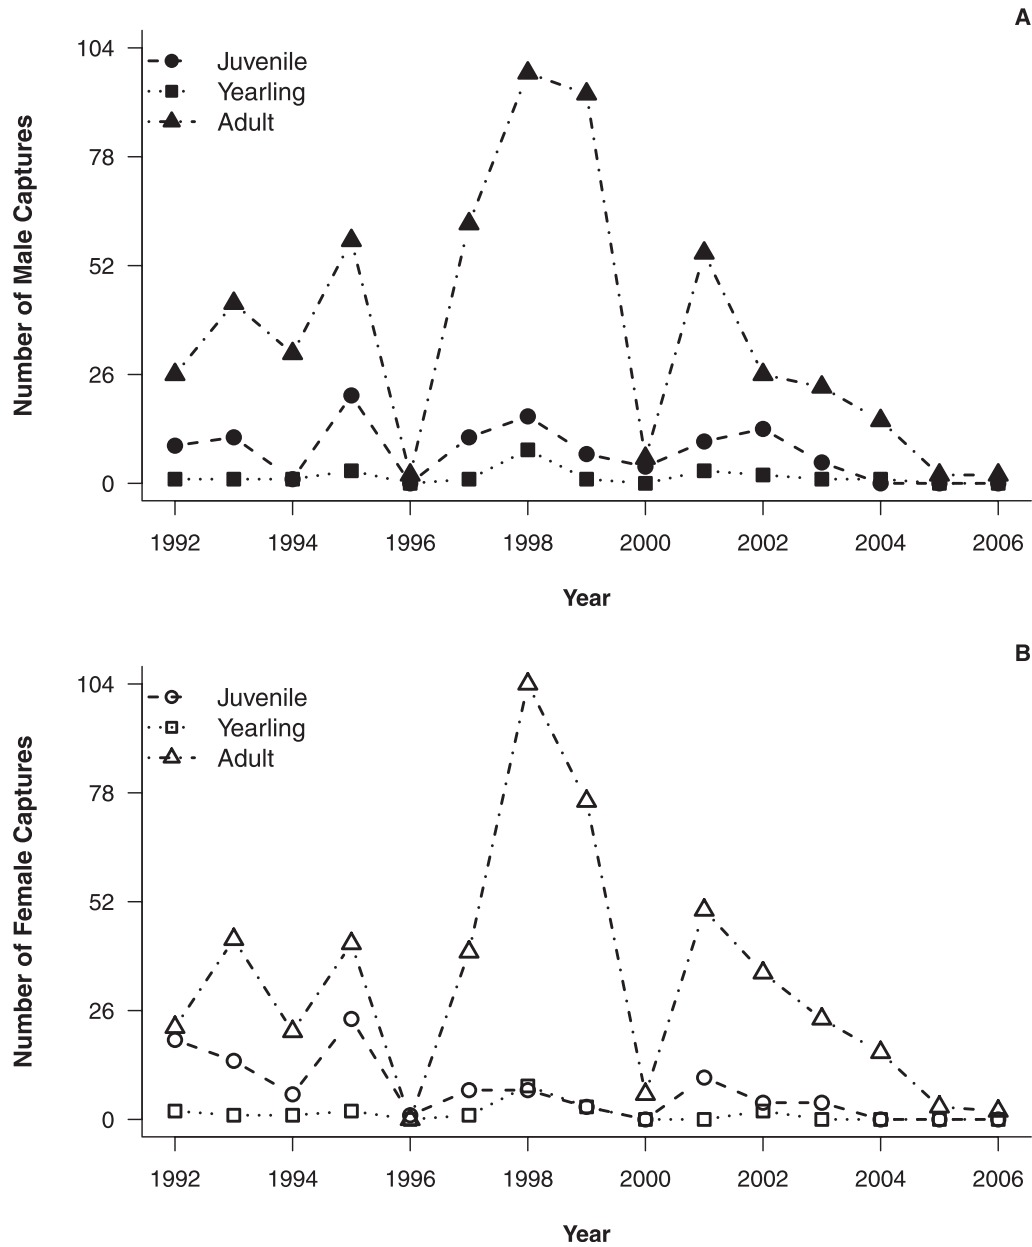 A
Number of Male Captures
104
78
52
26
0
Juvenile
Yearling
Adult
1992 1994 1996 1998 2000 2002 2004 2006
Year
B
Number of Female Captures
104
78
52
26
0
Juvenile
Yearling
Adult
1992 1994 1996 1998 2000 2002 2004 2006
Year